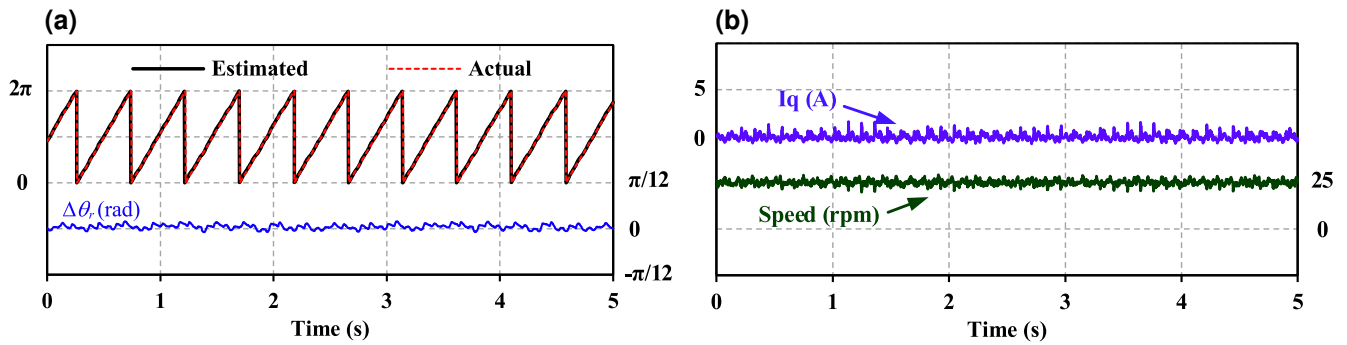 (a)
Estimated
Actual
2π
0
π/12
Δθr (rad)
0
-π/12
0 1 2 3 4 5
Time (s)
(b)
5
Iq (A)
0
25
Speed (rpm)
0
0 1 2 3 4 5
Time (s)